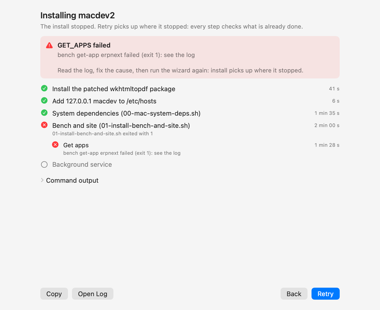 Installing macdev2
The install stopped. Retry picks up where it stopped: every step checks what is already done.
GET_APPS failed
bench get-app erpnext failed (exit 1): see the log
Read the log, fix the cause, then run the wizard again: install picks up where it stopped.
Install the patched wkhtmltopdf package 41 s
Add 127.0.0.1 macdev to /etc/hosts 6 s
System dependencies (00-mac-system-deps.sh) 1 min 35 s
Bench and site (01-install-bench-and-site.sh) 2 min 00 s
01-install-bench-and-site.sh exited with 1
Get apps 1 min 28 s
bench get-app erpnext failed (exit 1): see the log
Background service
Command output
Copy Open Log Back Retry